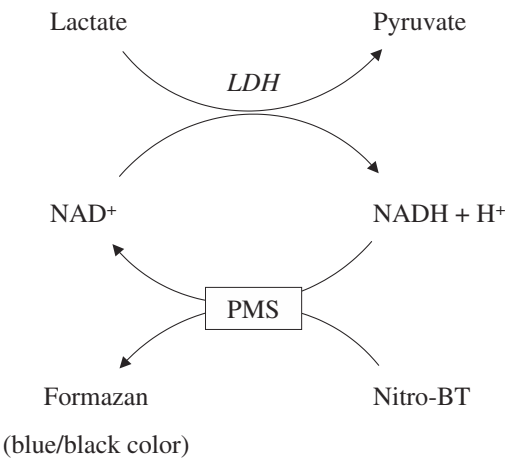 Lactate Pyruvate
LDH
NAD⁺ NADH + H⁺
PMS
Formazan Nitro-BT
(blue/black color)